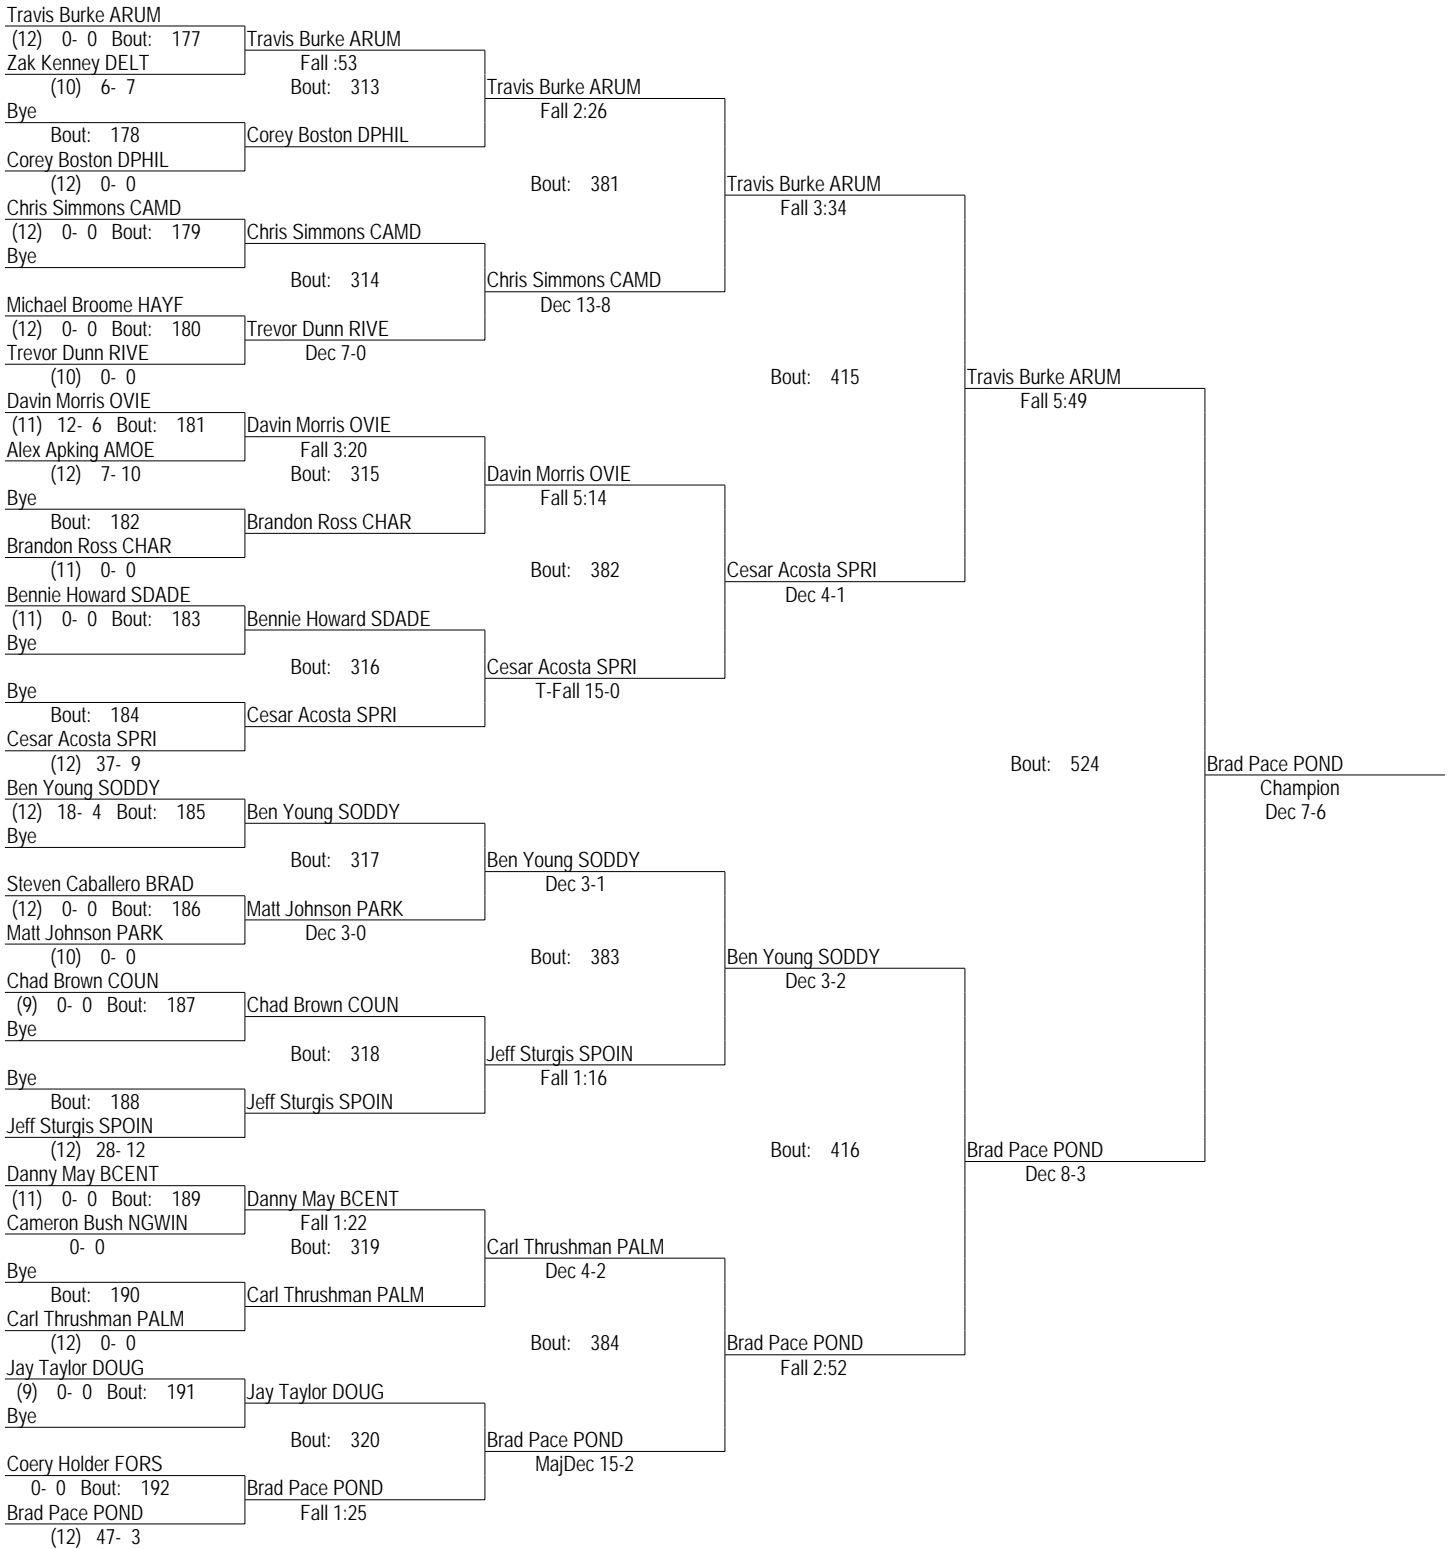 Travis Burke ARUM
(12) 0- 0 Bout: 177
Zak Kenney DELT
(10) 6- 7
Bye
Bout: 178
Corey Boston DPHIL
(12) 0- 0
Chris Simmons CAMD
(12) 0- 0 Bout: 179
Bye
Michael Broome HAYF
(12) 0- 0 Bout: 180
Trevor Dunn RIVE
(10) 0- 0
Davin Morris OVIE
(11) 12- 6 Bout: 181
Alex Apking AMOE
(12) 7- 10
Bye
Bout: 182
Brandon Ross CHAR
(11) 0- 0
Bennie Howard SDADE
(11) 0- 0 Bout: 183
Bye
Bye
Bout: 184
Cesar Acosta SPRI
(12) 37- 9
Ben Young SODDY
(12) 18- 4 Bout: 185
Bye
Steven Caballero BRAD
(12) 0- 0 Bout: 186
Matt Johnson PARK
(10) 0- 0
Chad Brown COUN
(9) 0- 0 Bout: 187
Bye
Bye
Bout: 188
Jeff Sturgis SPOIN
(12) 28- 12
Danny May BCENT
(11) 0- 0 Bout: 189
Cameron Bush NGWIN
0- 0
Bye
Bout: 190
Carl Thrushman PALM
(12) 0- 0
Jay Taylor DOUG
(9) 0- 0 Bout: 191
Bye
Coery Holder FORS
0- 0 Bout: 192
Brad Pace POND
(12) 47- 3
Travis Burke ARUM
Fall :53
Bout: 313
Corey Boston DPHIL
Chris Simmons CAMD
Bout: 314
Trevor Dunn RIVE
Dec 7-0
Davin Morris OVIE
Fall 3:20
Bout: 315
Brandon Ross CHAR
Bennie Howard SDADE
Bout: 316
Cesar Acosta SPRI
Ben Young SODDY
Bout: 317
Matt Johnson PARK
Dec 3-0
Chad Brown COUN
Bout: 318
Jeff Sturgis SPOIN
Danny May BCENT
Fall 1:22
Bout: 319
Carl Thrushman PALM
Jay Taylor DOUG
Bout: 320
Brad Pace POND
Fall 1:25
Travis Burke ARUM
Fall 2:26
Bout: 381
Chris Simmons CAMD
Dec 13-8
Davin Morris OVIE
Fall 5:14
Bout: 382
Cesar Acosta SPRI
T-Fall 15-0
Ben Young SODDY
Dec 3-1
Bout: 383
Jeff Sturgis SPOIN
Fall 1:16
Carl Thrushman PALM
Dec 4-2
Bout: 384
Brad Pace POND
MajDec 15-2
Travis Burke ARUM
Fall 3:34
Bout: 415
Cesar Acosta SPRI
Dec 4-1
Ben Young SODDY
Dec 3-2
Bout: 416
Brad Pace POND
Fall 2:52
Travis Burke ARUM
Fall 5:49
Bout: 524
Brad Pace POND
Dec 8-3
Brad Pace POND
Champion
Dec 7-6